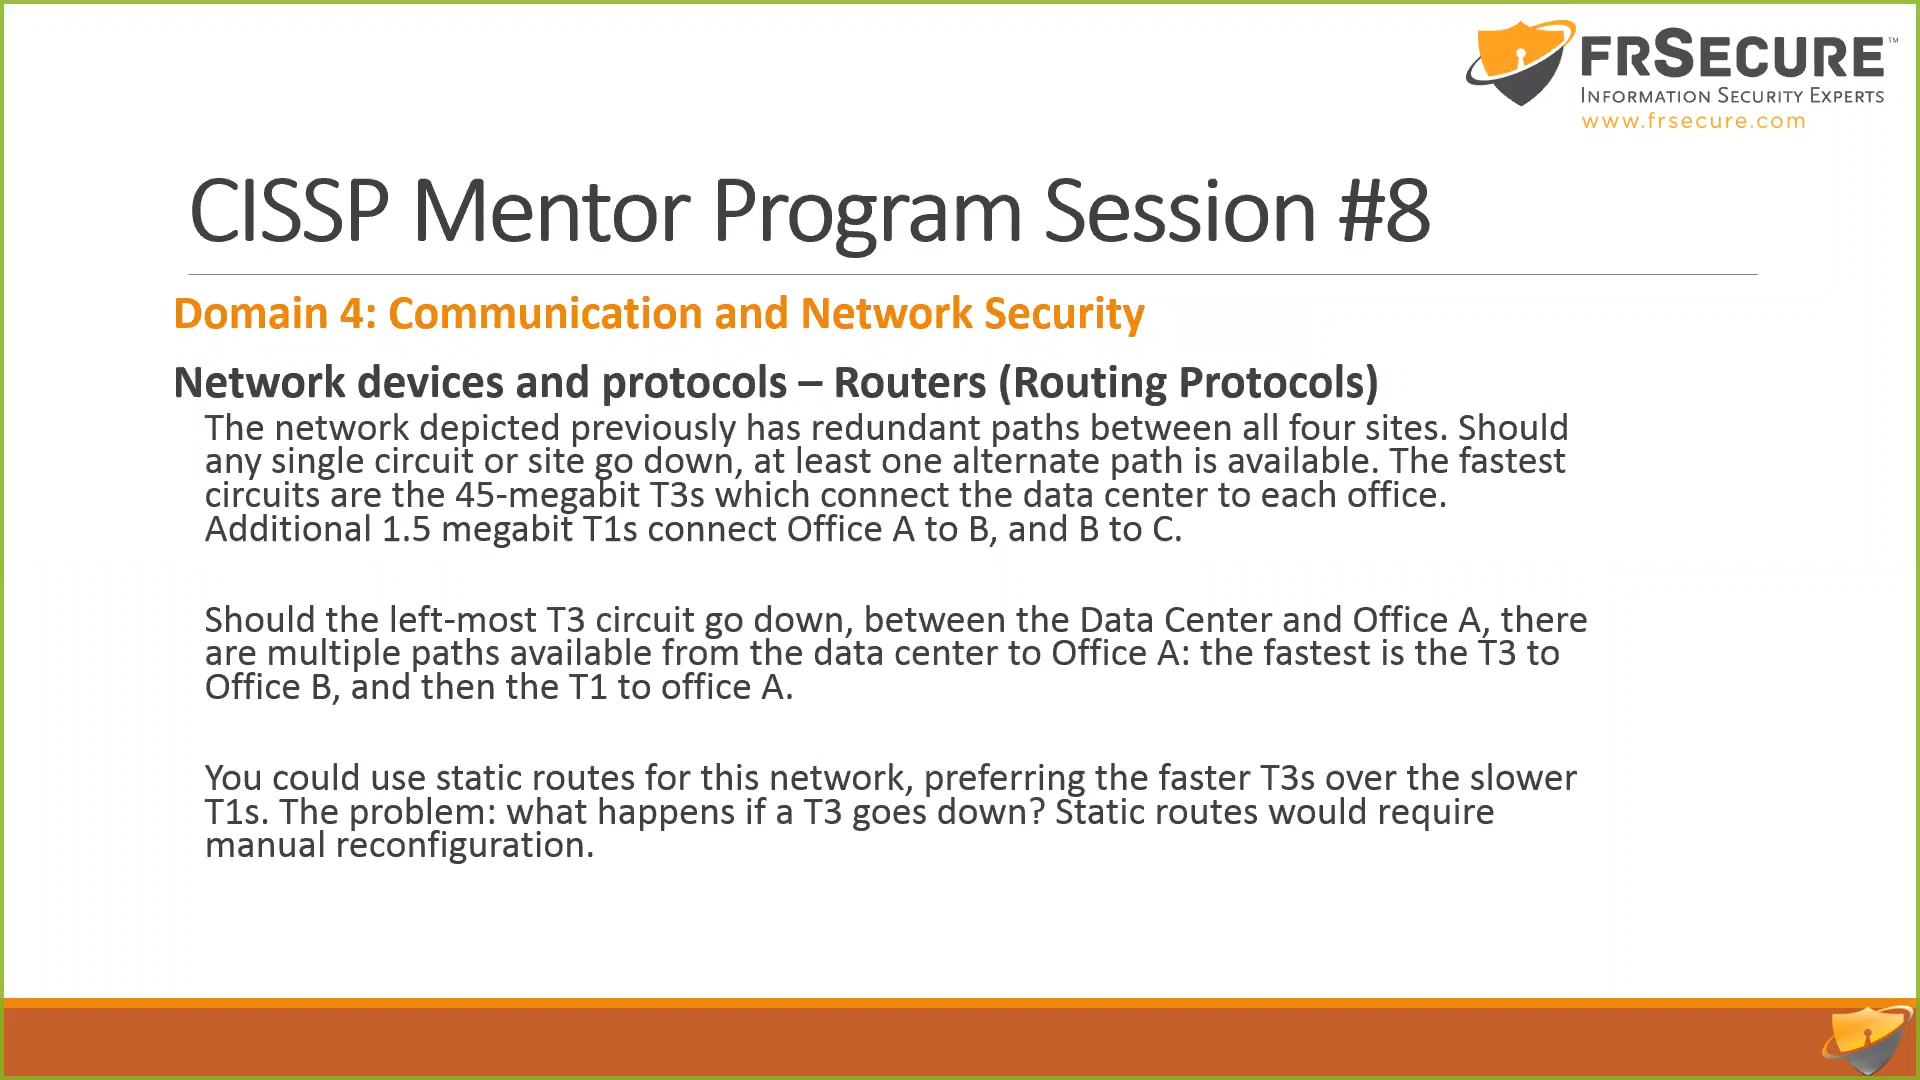 FRSECURE™
INFORMATION SECURITY EXPERTS
www.frsecure.com
CISSP Mentor Program Session #8
Domain 4: Communication and Network Security
Network devices and protocols – Routers (Routing Protocols)
The network depicted previously has redundant paths between all four sites. Should
any single circuit or site go down, at least one alternate path is available. The fastest
circuits are the 45-megabit T3s which connect the data center to each office.
Additional 1.5 megabit T1s connect Office A to B, and B to C.
Should the left-most T3 circuit go down, between the Data Center and Office A, there
are multiple paths available from the data center to Office A: the fastest is the T3 to
Office B, and then the T1 to office A.
You could use static routes for this network, preferring the faster T3s over the slower
T1s. The problem: what happens if a T3 goes down? Static routes would require
manual reconfiguration.